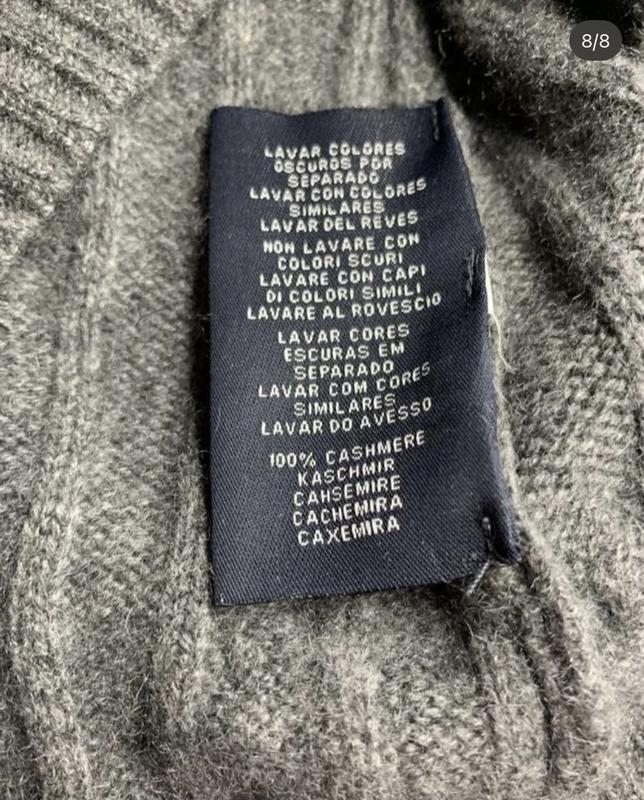 8/8
LAVAR COLORES
OSCUROS POR
SEPARADO
LAVAR CON COLORES
SIMILARES
LAVAR DEL REVES
NON LAVARE CON
COLORI SCURI
LAVARE CON CAPI
DI COLORI SIMILI
LAVARE AL ROVESCIO
LAVAR CORES
ESCURAS EM
SEPARADO
LAVAR COM CORES
SIMILARES
LAVAR DO AVESSO
100% CASHMERE
KASCHMIR
CAHSEMIRE
CACHEMIRA
CAXEMIRA